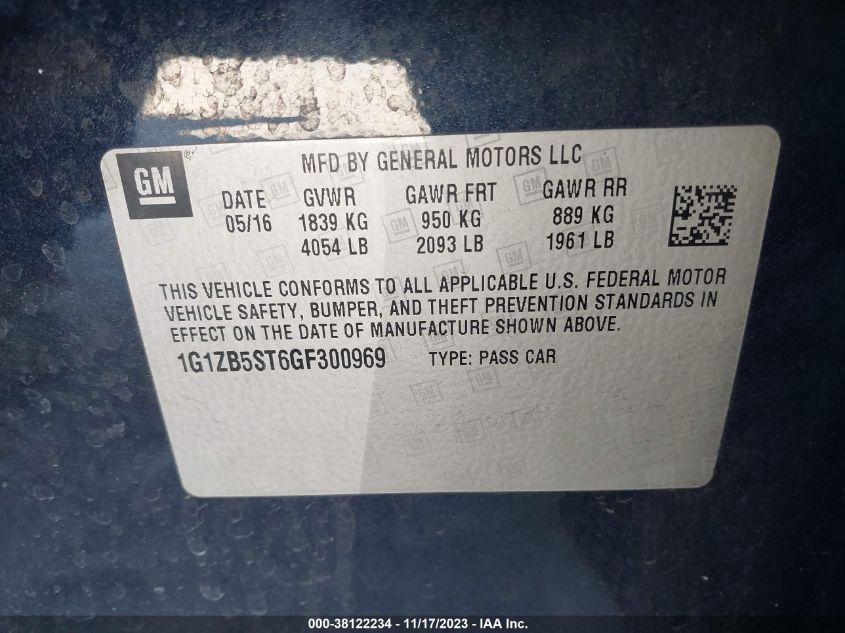 GM
MFD BY GENERAL MOTORS LLC
DATE GVWR GAWR FRT GAWR RR
05/16 1839 KG 950 KG 889 KG
4054 LB 2093 LB 1961 LB
THIS VEHICLE CONFORMS TO ALL APPLICABLE U.S. FEDERAL MOTOR
VEHICLE SAFETY, BUMPER, AND THEFT PREVENTION STANDARDS IN
EFFECT ON THE DATE OF MANUFACTURE SHOWN ABOVE.
1G1ZB5ST6GF300969 TYPE: PASS CAR
000-38122234 - 11/17/2023 - IAA Inc.